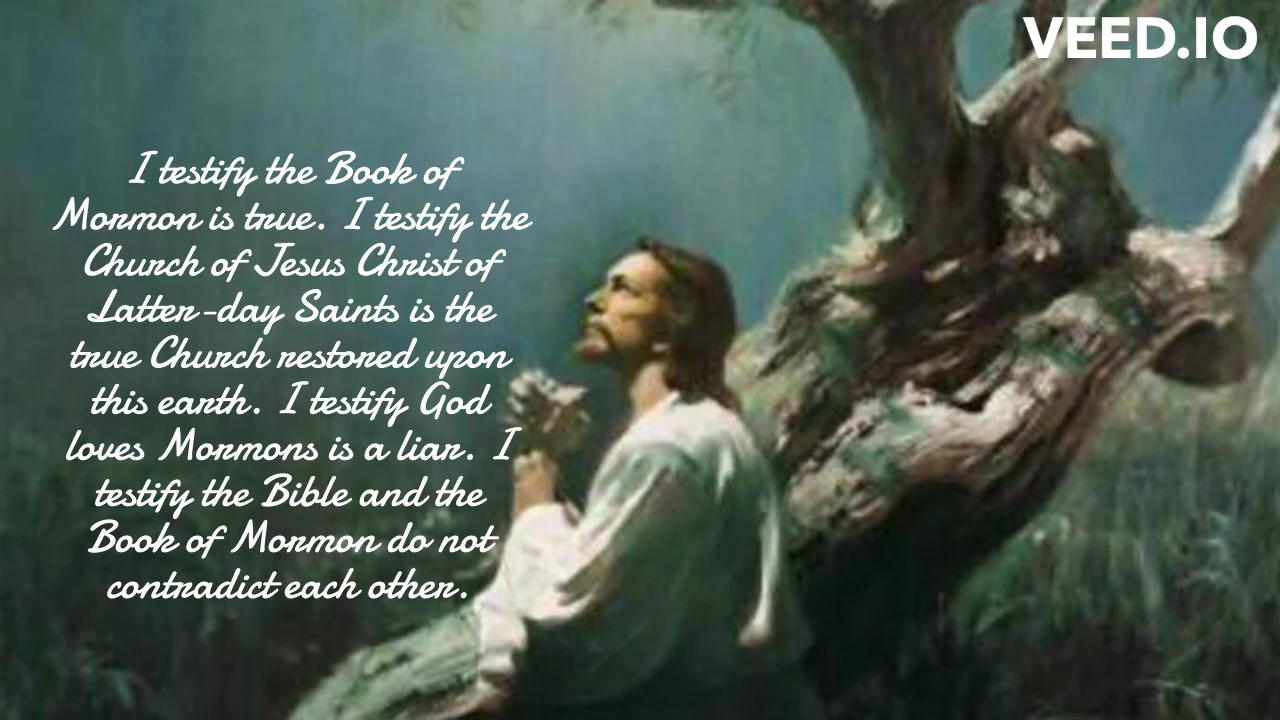 VEED.IO
I testify the Book of
Mormon is true. I testify the
Church of Jesus Christ of
Latter-day Saints is the
true Church restored upon
this earth. I testify God
loves Mormons is a liar. I
testify the Bible and the
Book of Mormon do not
contradict each other.